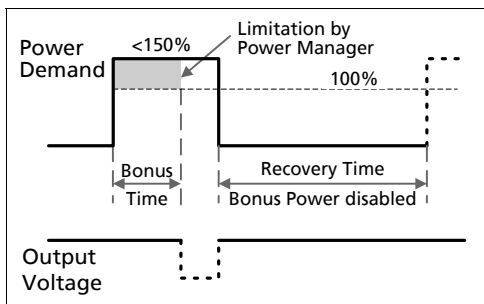 Power
Demand
<150%
Limitation by
Power Manager
100%
Bonus
Time
Recovery Time
Bonus Power disabled
Output
Voltage